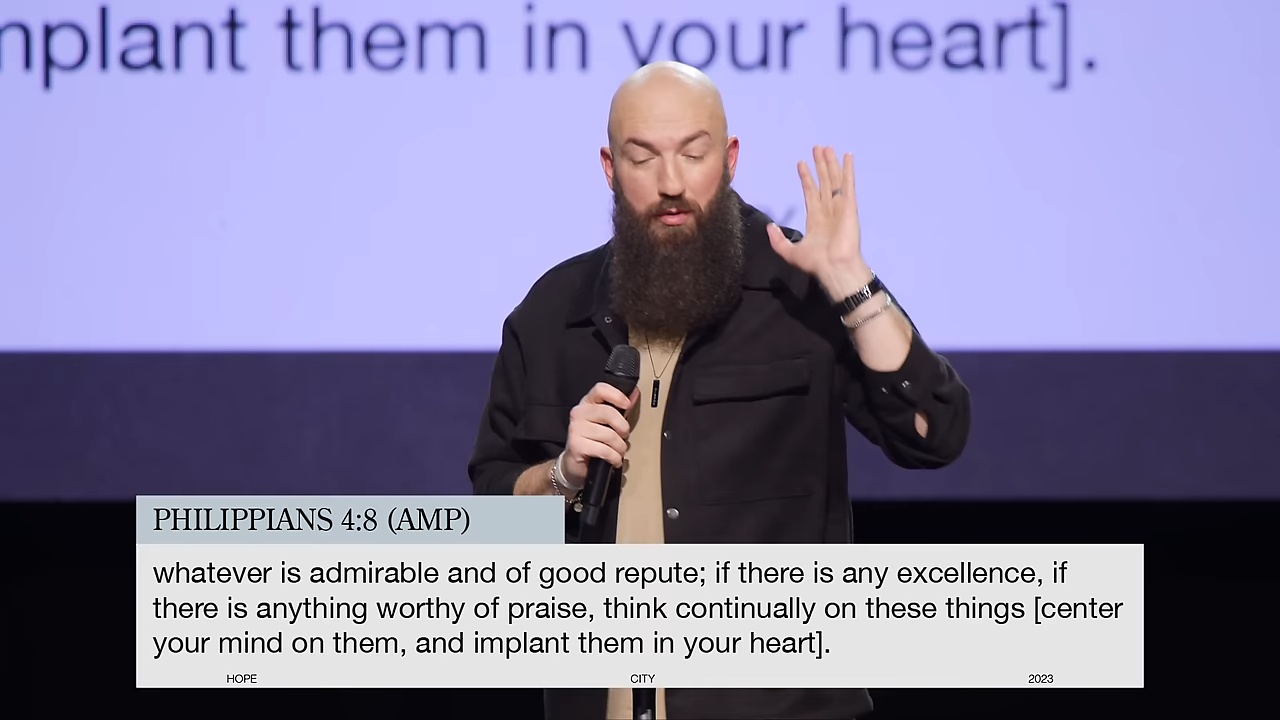 mplant them in your heart].
PHILIPPIANS 4:8 (AMP)
whatever is admirable and of good repute; if there is any excellence, if
there is anything worthy of praise, think continually on these things [center
your mind on them, and implant them in your heart].
HOPE CITY 2023